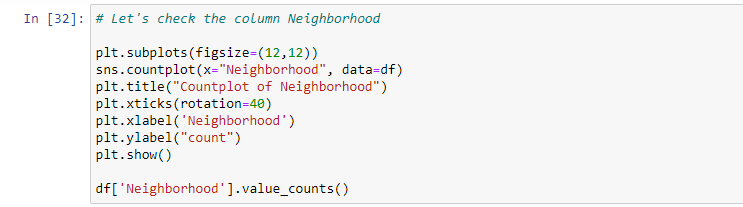 In [32]: # Let's check the column Neighborhood
plt.subplots(figsize=(12,12))
sns.countplot(x="Neighborhood", data=df)
plt.title("Countplot of Neighborhood")
plt.xticks(rotation=40)
plt.xlabel('Neighborhood')
plt.ylabel("count")
plt.show()
df['Neighborhood'].value_counts()